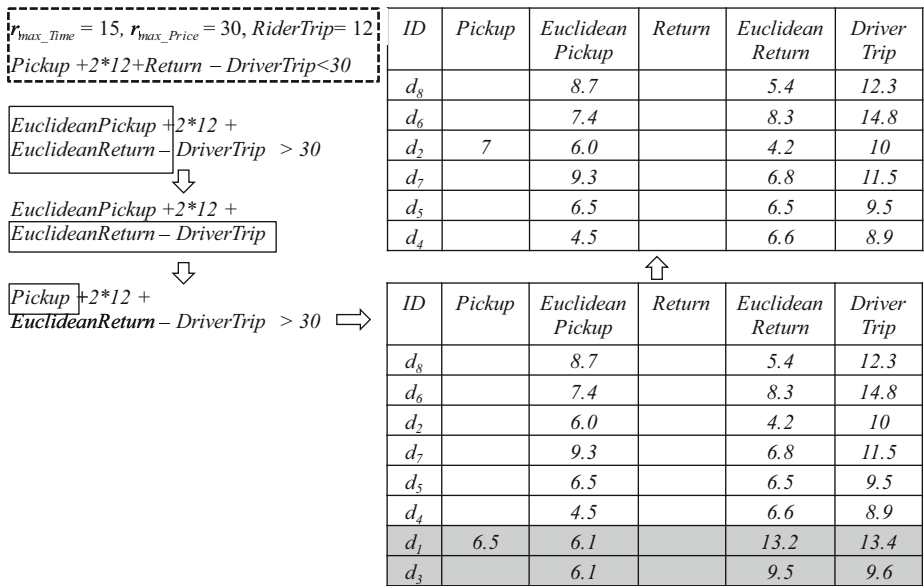 r_max_Time = 15, r_max_Price = 30, RiderTrip= 12
Pickup +2*12+Return – DriverTrip<30
EuclideanPickup +2*12 +
EuclideanReturn – DriverTrip > 30
EuclideanPickup +2*12 +
EuclideanReturn – DriverTrip
Pickup +2*12 +
EuclideanReturn – DriverTrip > 30
ID Pickup Euclidean Pickup Return Euclidean Return Driver Trip
d8 8.7 5.4 12.3
d6 7.4 8.3 14.8
d2 7 6.0 4.2 10
d7 9.3 6.8 11.5
d5 6.5 6.5 9.5
d4 4.5 6.6 8.9
ID Pickup Euclidean Pickup Return Euclidean Return Driver Trip
d8 8.7 5.4 12.3
d6 7.4 8.3 14.8
d2 6.0 4.2 10
d7 9.3 6.8 11.5
d5 6.5 6.5 9.5
d4 4.5 6.6 8.9
d1 6.5 6.1 13.2 13.4
d3 6.1 9.5 9.6